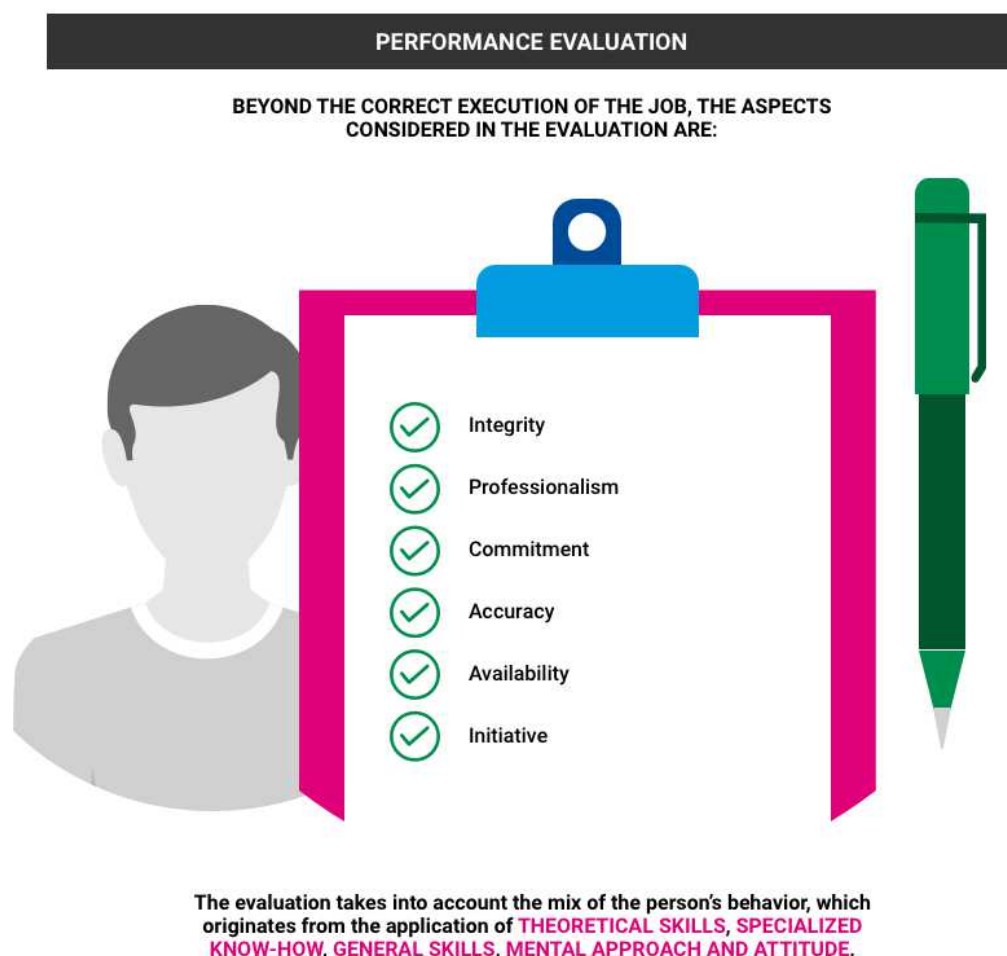 PERFORMANCE EVALUATION
BEYOND THE CORRECT EXECUTION OF THE JOB, THE ASPECTS
CONSIDERED IN THE EVALUATION ARE:
Integrity
Professionalism
Commitment
Accuracy
Availability
Initiative
The evaluation takes into account the mix of the person’s behavior, which
originates from the application of THEORETICAL SKILLS, SPECIALIZED
KNOW-HOW, GENERAL SKILLS, MENTAL APPROACH AND ATTITUDE.